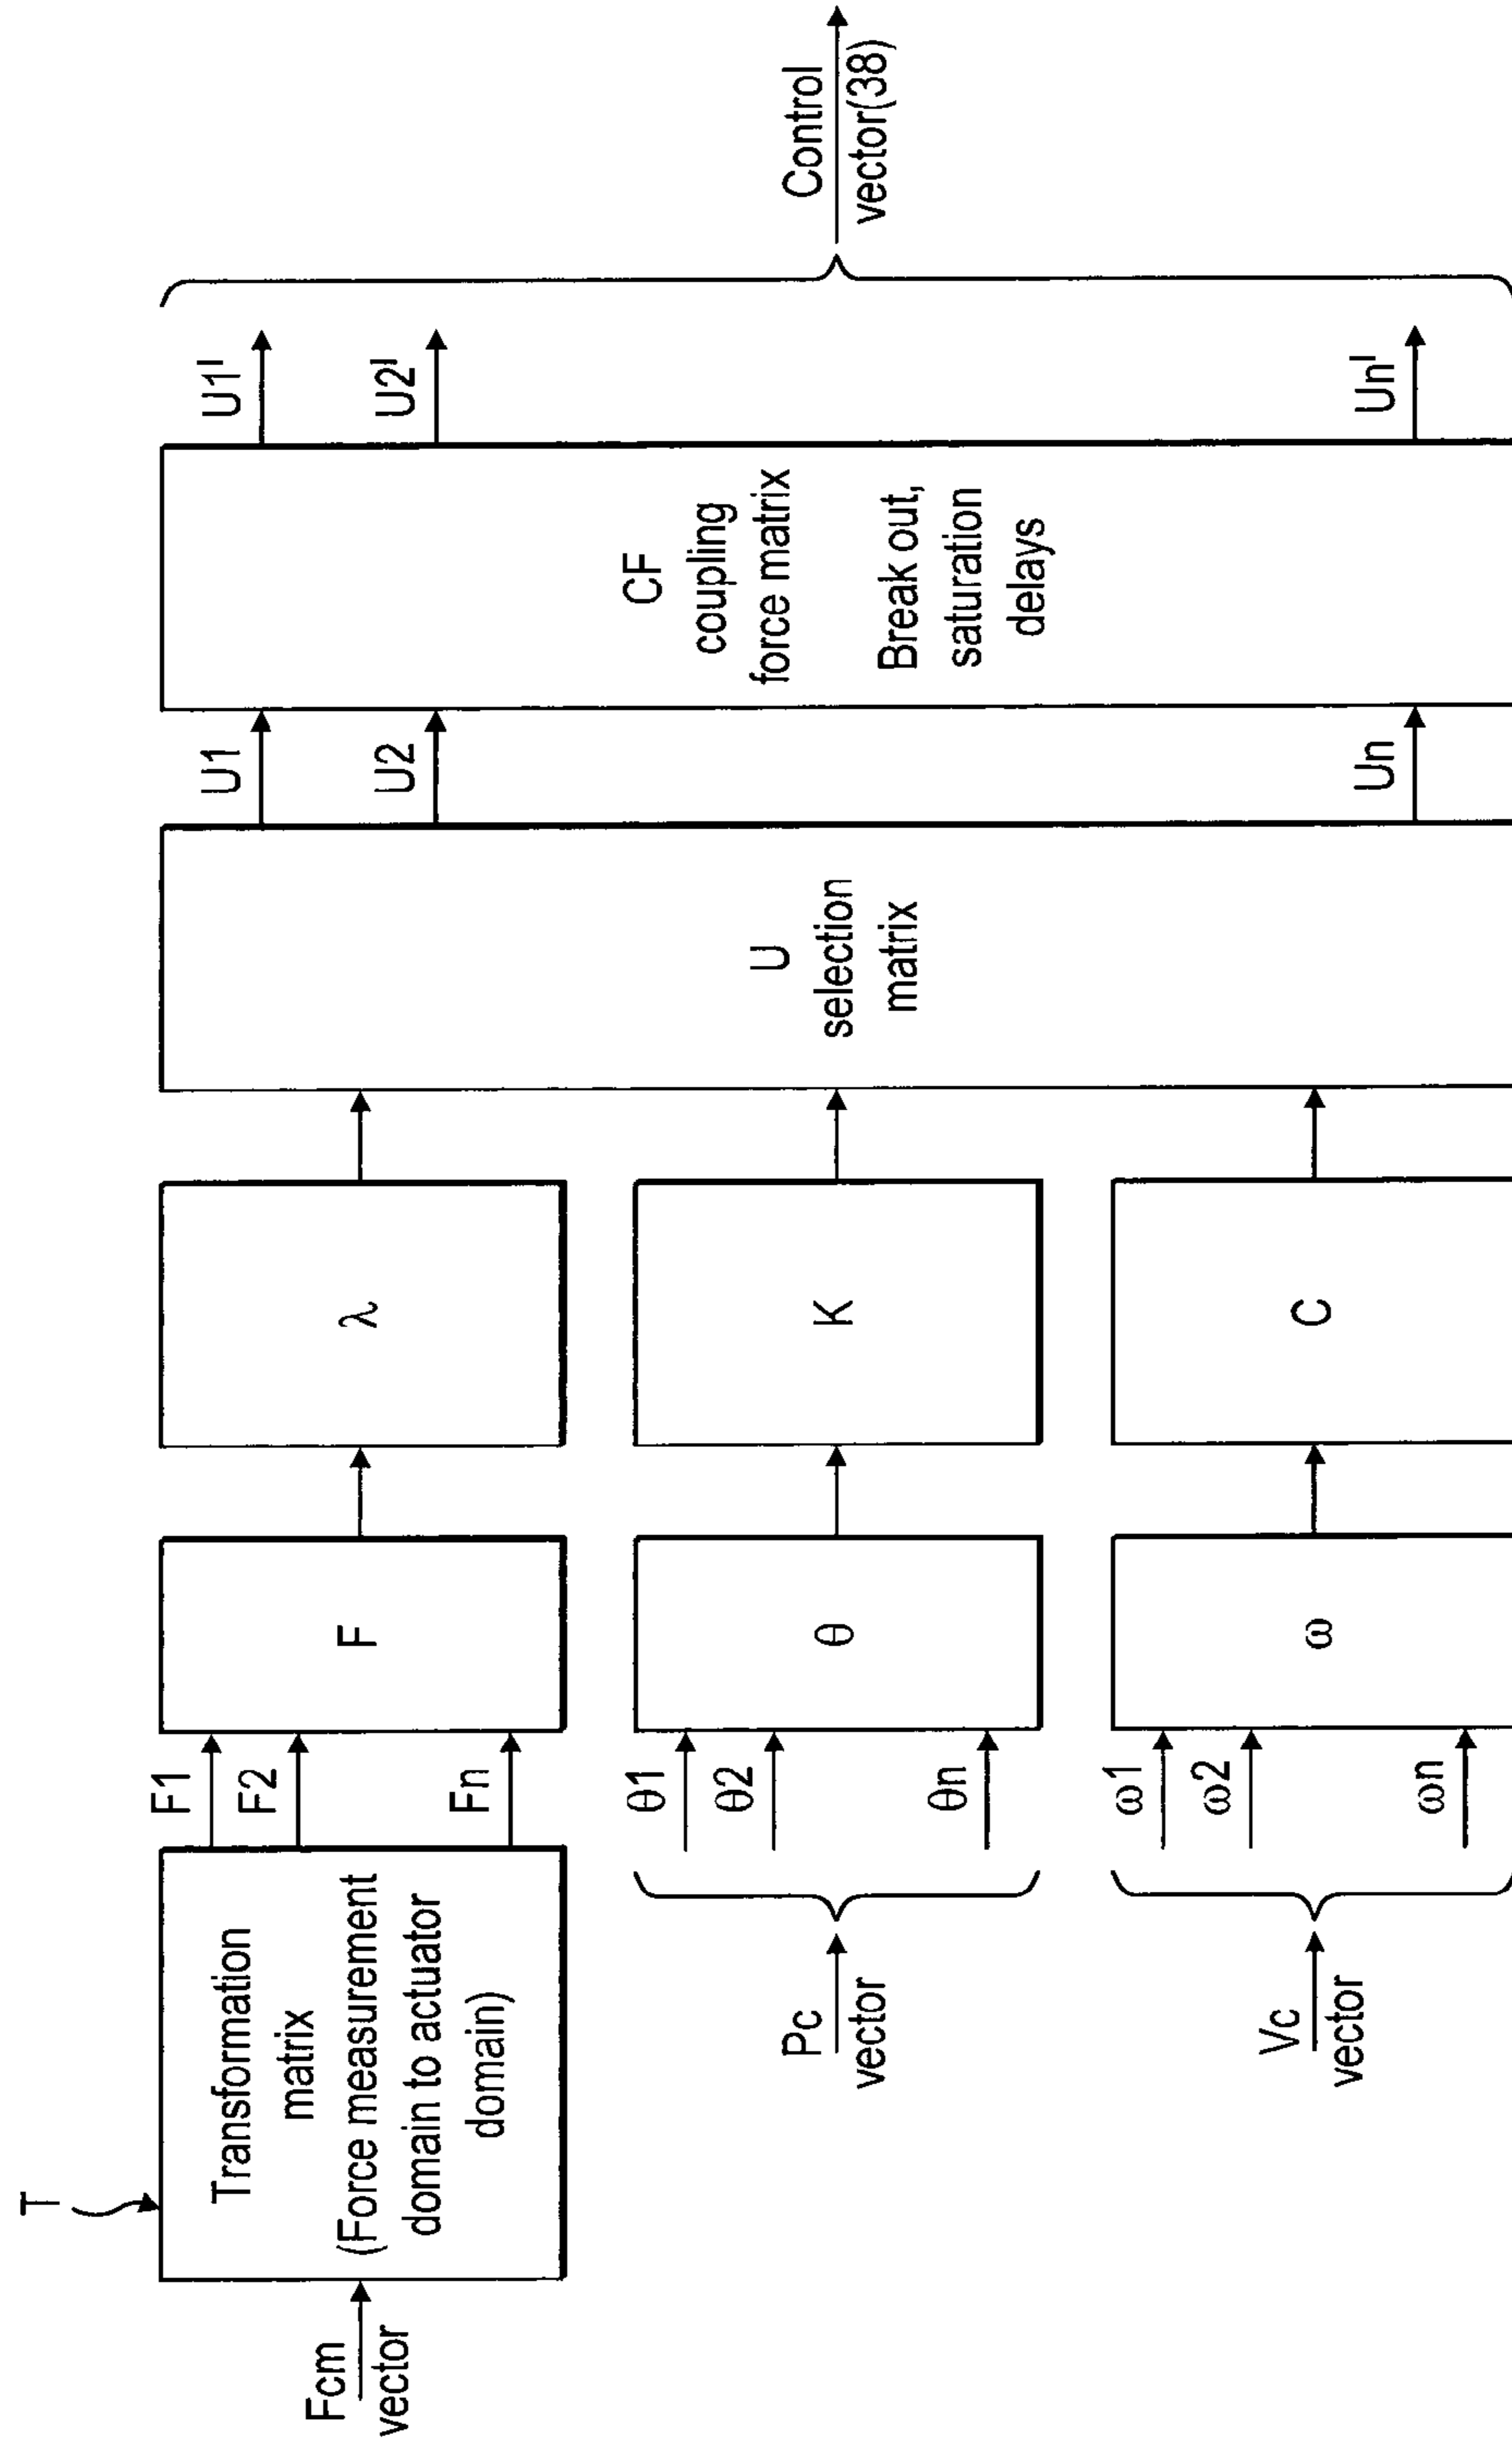 T
Fcm
vector
Transformation
matrix
(Force measurement
domain to actuator
domain)
F1
F2
Fn
F
λ
Pc
vector
θ1
θ2
θn
θ
K
Vc
vector
ω1
ω2
ωn
ω
C
U
selection
matrix
U1
U2
Un
CF
coupling
force matrix
Break out,
saturation
delays
U1'
U2'
Un'
Control
vector(38)